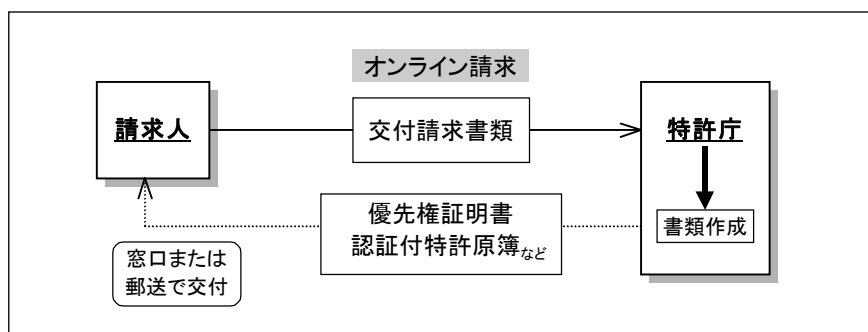 オンライン請求
請求人
交付請求書類
特許庁
優先権証明書
認証付特許原簿など
書類作成
窓口または
郵送で交付